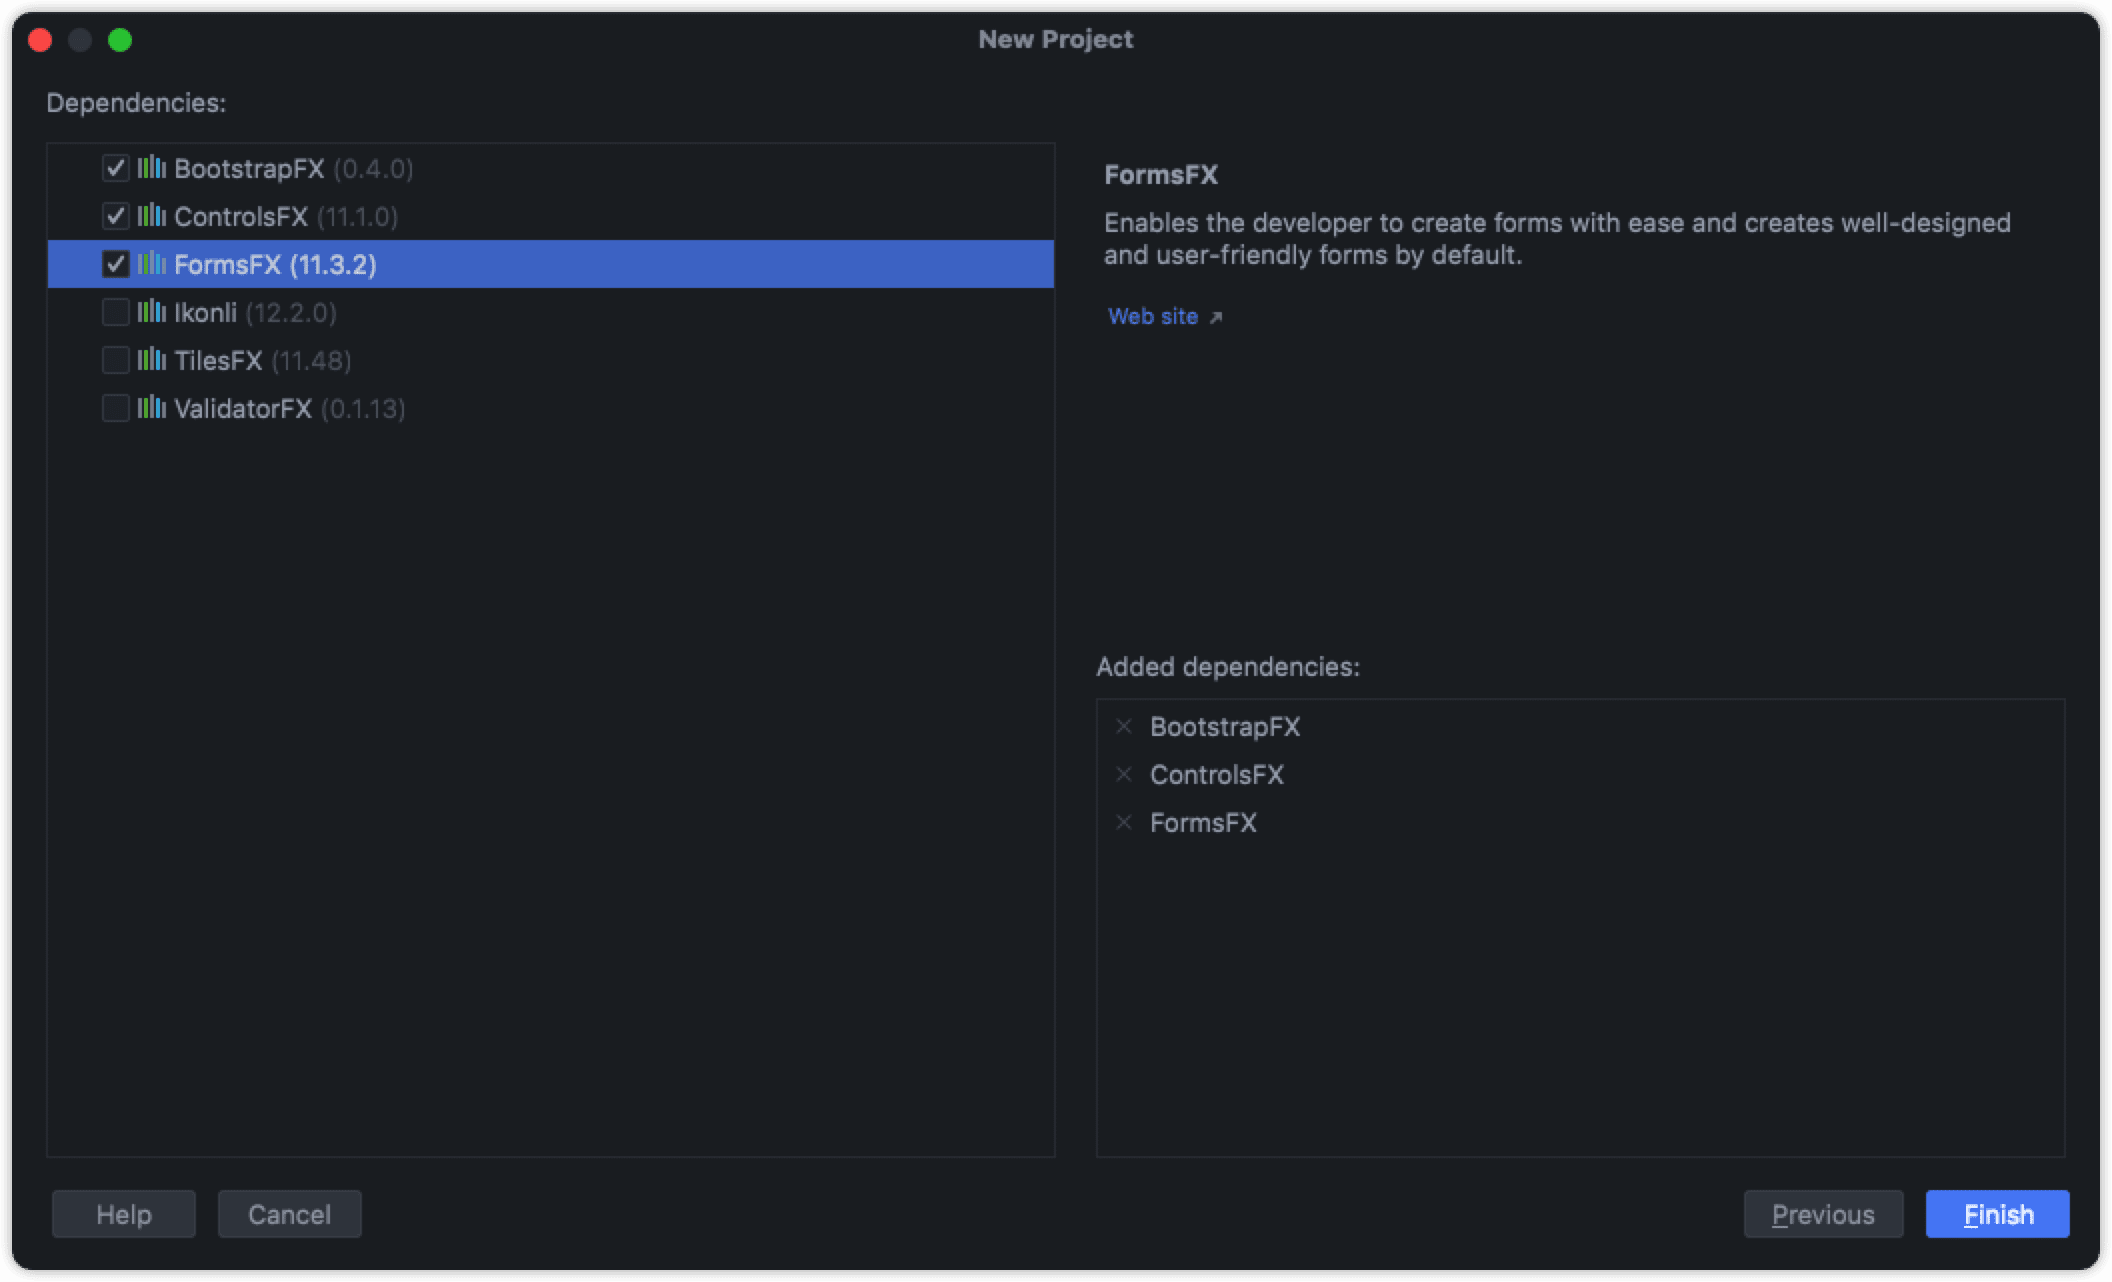 New Project
Dependencies:
BootstrapFX (0.4.0)
ControlsFX (11.1.0)
FormsFX (11.3.2)
Ikonli (12.2.0)
TilesFX (11.48)
ValidatorFX (0.1.13)
FormsFX
Enables the developer to create forms with ease and creates well-designed
and user-friendly forms by default.
Web site
Added dependencies:
BootstrapFX
ControlsFX
FormsFX
Help
Cancel
Previous
Finish